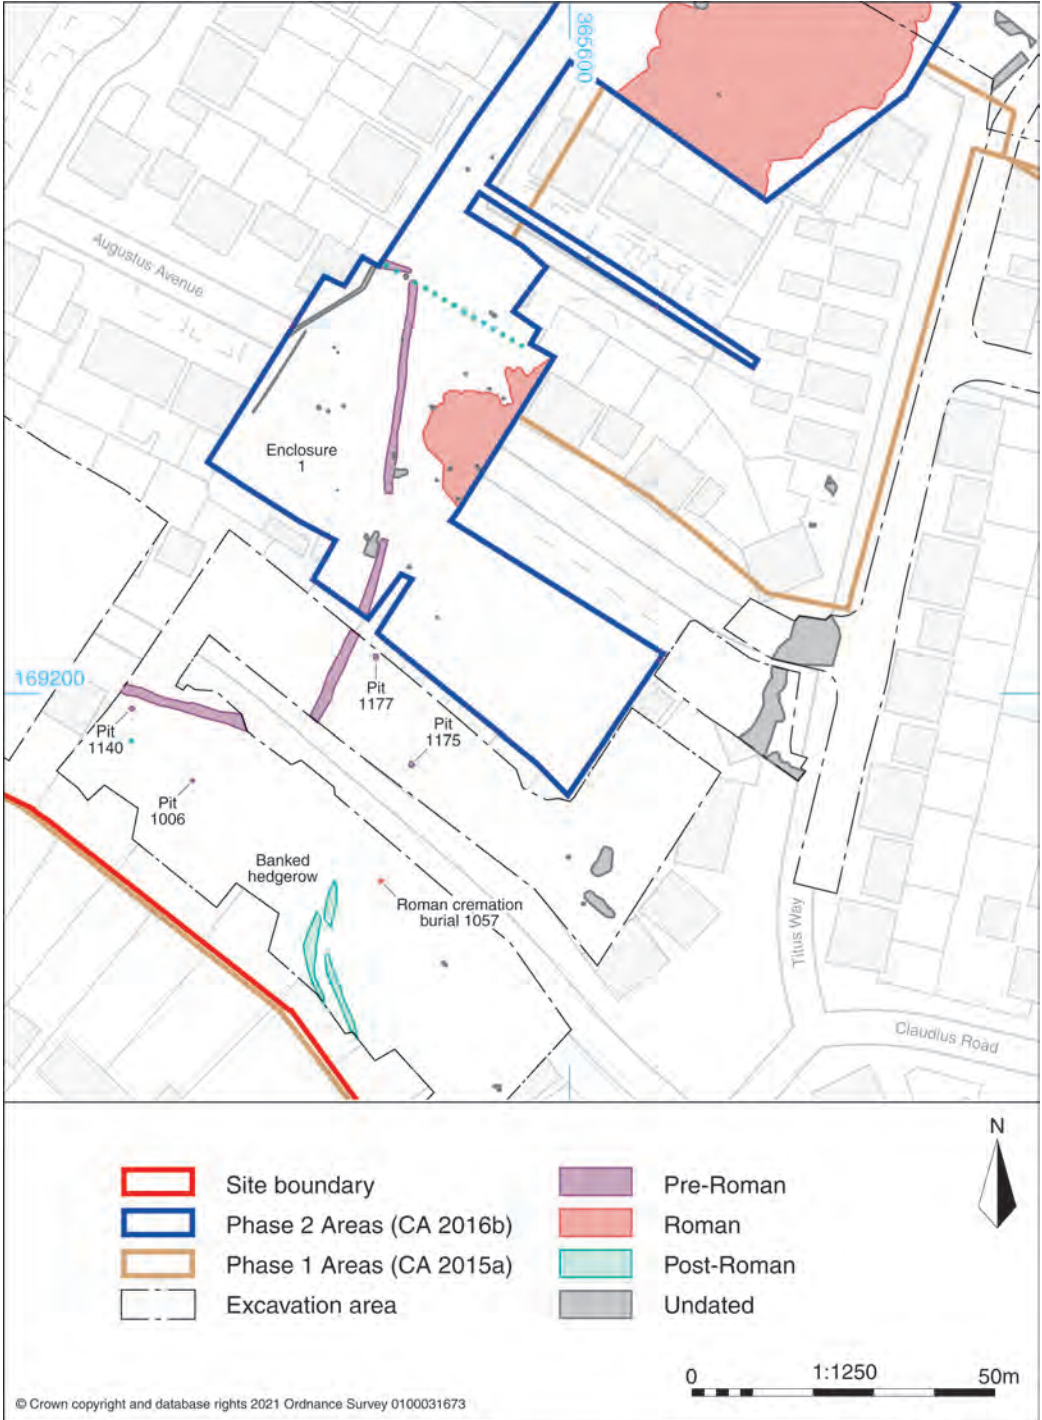 365600
Augustus Avenue
Enclosure
1
169200
Pit
1177
Pit
1140
Pit
1175
Pit
1006
Banked
hedgerow
Roman cremation
burial 1057
Titus Way
Claudius Road
N
Site boundary
Phase 2 Areas (CA 2016b)
Phase 1 Areas (CA 2015a)
Excavation area
Pre-Roman
Roman
Post-Roman
Undated
0 1:1250 50m
© Crown copyright and database rights 2021 Ordnance Survey 0100031673